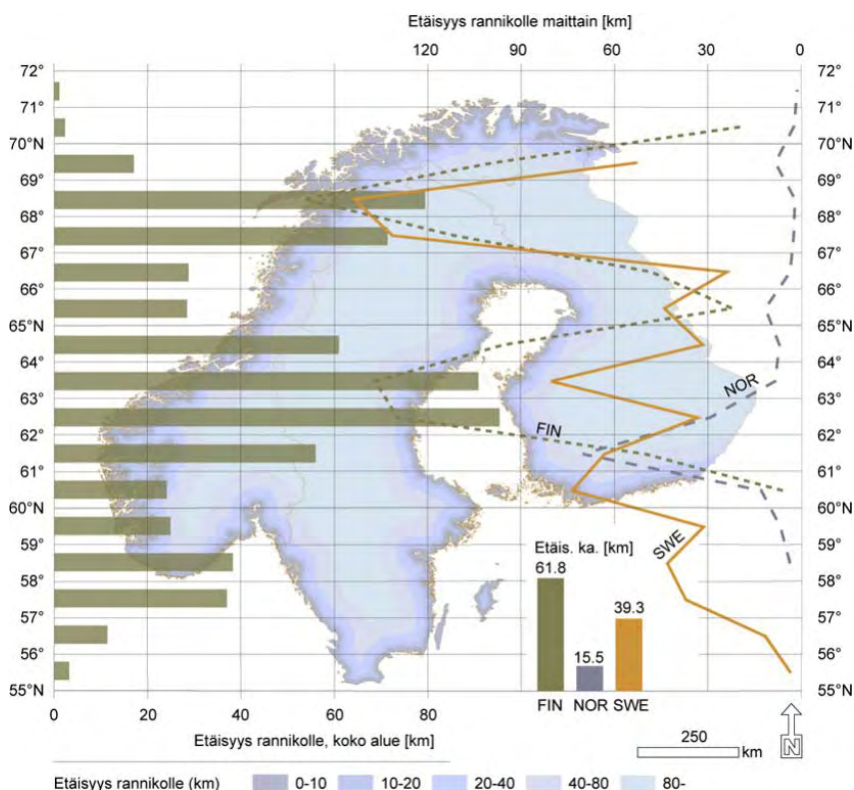 Etäisyys rannikolle maittain [km]
120 90 60 30 0
72° 72°
71° 71°
70°N 70°N
69° 69°
68° 68°
67° 67°
66° 66°
65°N 65°N
64° 64°
63° 63°
NOR
62° FIN 62°
61° 61°
60°N 60°N
59° 59°
SWE
Etäis. ka. [km]
58° 61.8 58°
57° 39.3 57°
56° 15.5 56°
55°N 55°N
FIN NOR SWE
0 20 40 60 80
Etäisyys rannikolle, koko alue [km]
250 km
N
Etäisyys rannikolle (km) 0-10 10-20 20-40 40-80 80-